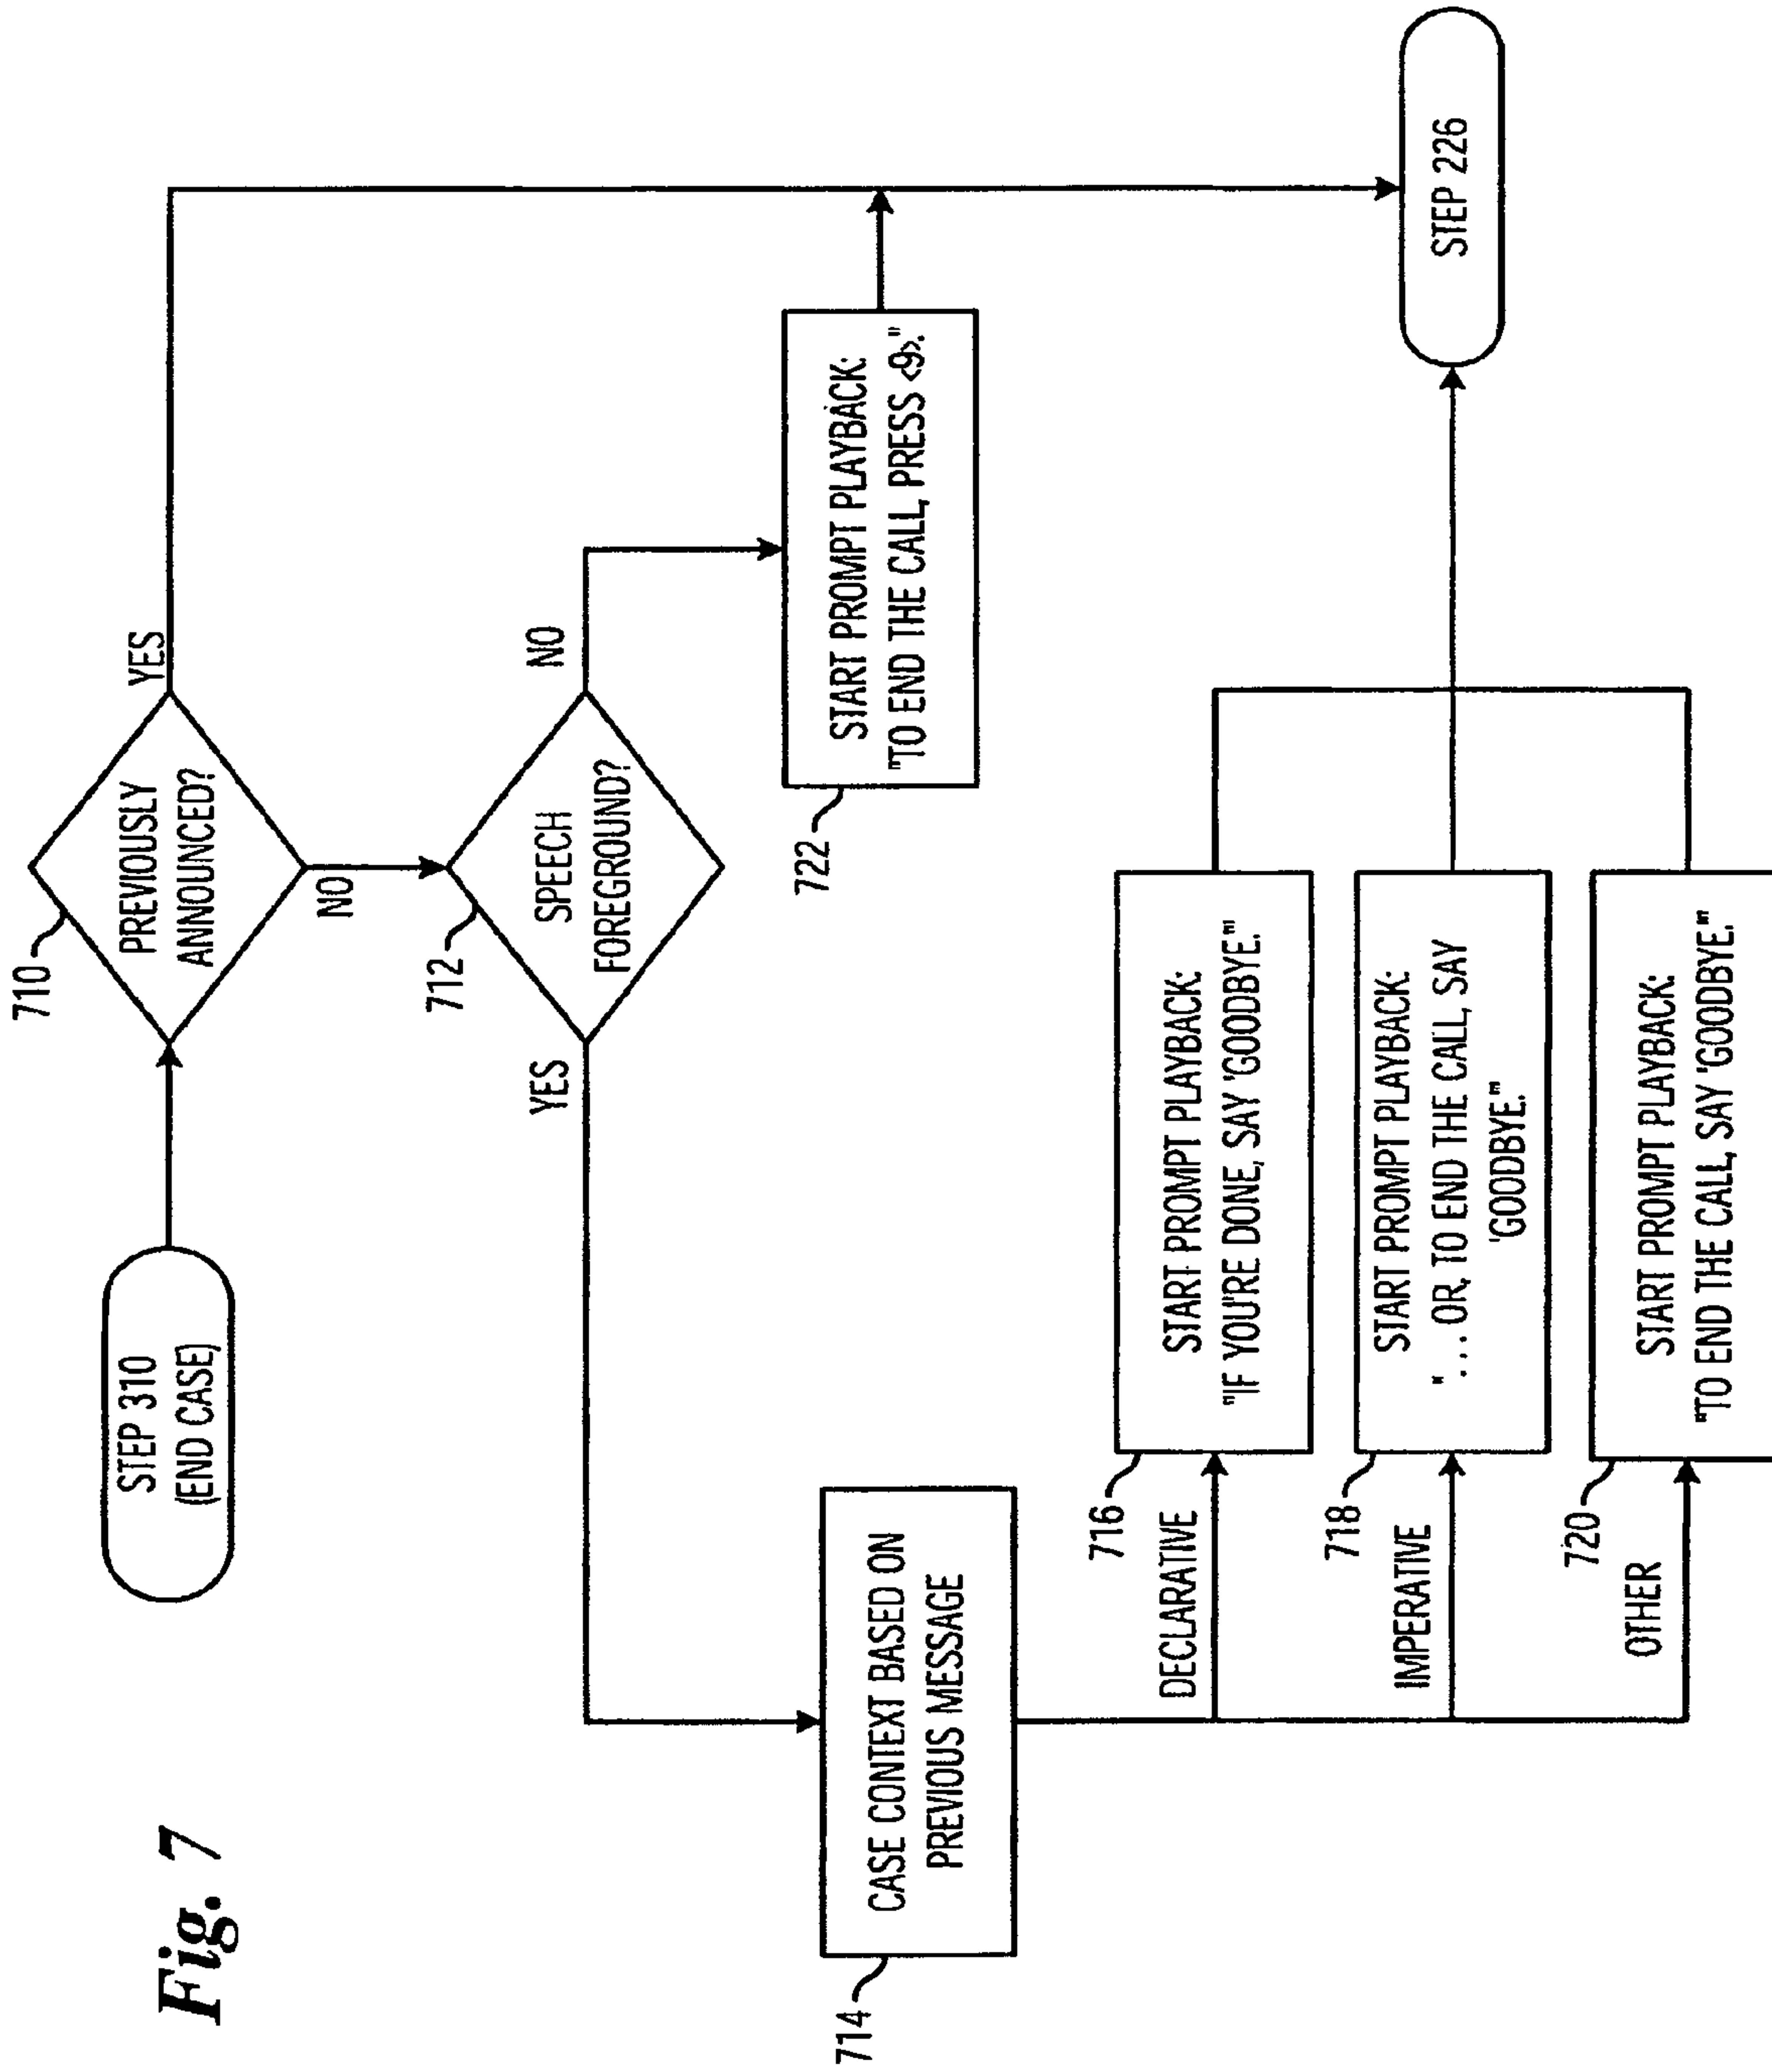 Fig. 7
STEP 310
(END CASE)
710
PREVIOUSLY
ANNOUNCED?
YES
NO
712
SPEECH
FOREGROUND?
YES
NO
722
START PROMPT PLAYBACK:
"TO END THE CALL, PRESS <9>."
714
CASE CONTEXT BASED ON
PREVIOUS MESSAGE
DECLARATIVE
716
START PROMPT PLAYBACK:
"IF YOU'RE DONE, SAY 'GOODBYE.'"
IMPERATIVE
718
START PROMPT PLAYBACK:
"...OR, TO END THE CALL, SAY
'GOODBYE.'"
OTHER
720
START PROMPT PLAYBACK:
"TO END THE CALL, SAY 'GOODBYE.'"
STEP 226